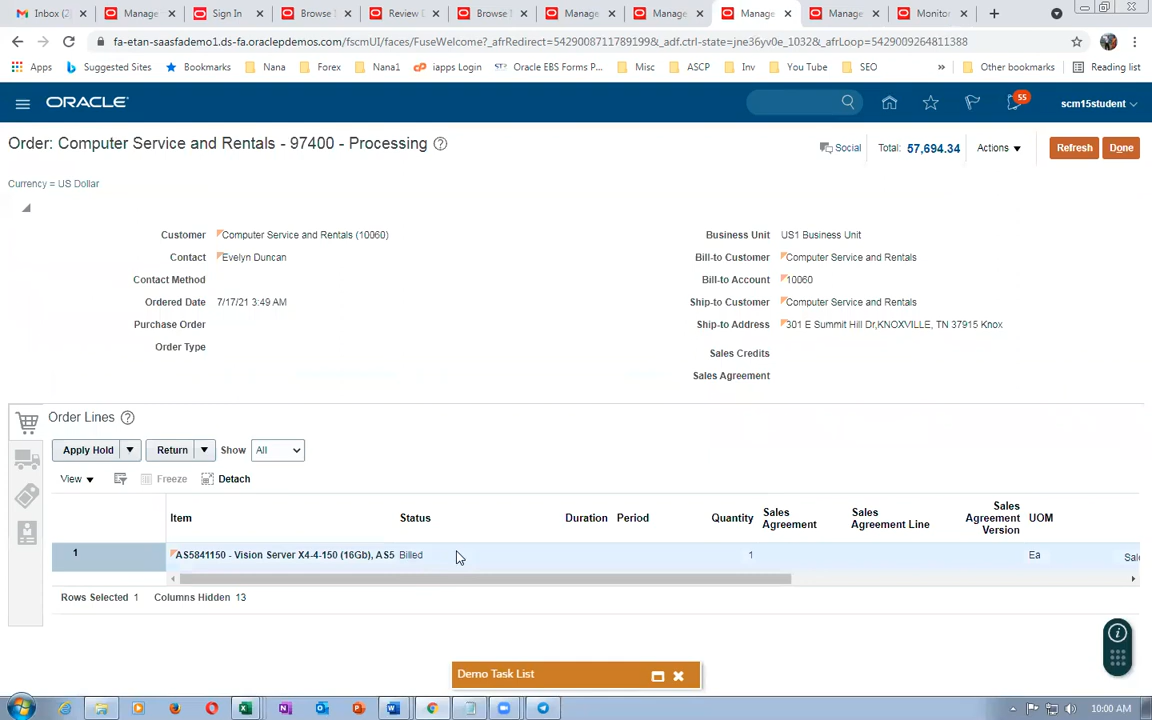 Inbox (2)
Manage
Sign In
Browse
Review
Browse
Manage
Manage
Manage
Manage
Monitor
fa-etan-saasfademo1.ds-fa.oraclepdemos.com/fscmUI/faces/FuseWelcome?_afrRedirect=5429008711789199&_adf.ctrl-state=jne36yv0e_1032&_afrLoop=5429009264811388
Apps Suggested Sites Bookmarks Nana Forex Nana1 iapps Login Oracle EBS Forms P... Misc ASCP Inv You Tube SEO » Other bookmarks Reading list
ORACLE 55 scm15student
Order: Computer Service and Rentals - 97400 - Processing
Social Total: 57,694.34 Actions Refresh Done
Currency = US Dollar
Customer Computer Service and Rentals (10060)
Contact Evelyn Duncan
Contact Method
Ordered Date 7/17/21 3:49 AM
Purchase Order
Order Type
Business Unit US1 Business Unit
Bill-to Customer Computer Service and Rentals
Bill-to Account 10060
Ship-to Customer Computer Service and Rentals
Ship-to Address 301 E Summit Hill Dr,KNOXVILLE, TN 37915 Knox
Sales Credits
Sales Agreement
Order Lines
Apply Hold Return Show All
View Freeze Detach
Item Status Duration Period Quantity Sales Agreement Sales Agreement Line Sales Agreement Version UOM
1 AS5841150 - Vision Server X4-4-150 (16Gb), AS5 Billed 1 Ea Sale
Rows Selected 1 Columns Hidden 13
Demo Task List
10:00 AM